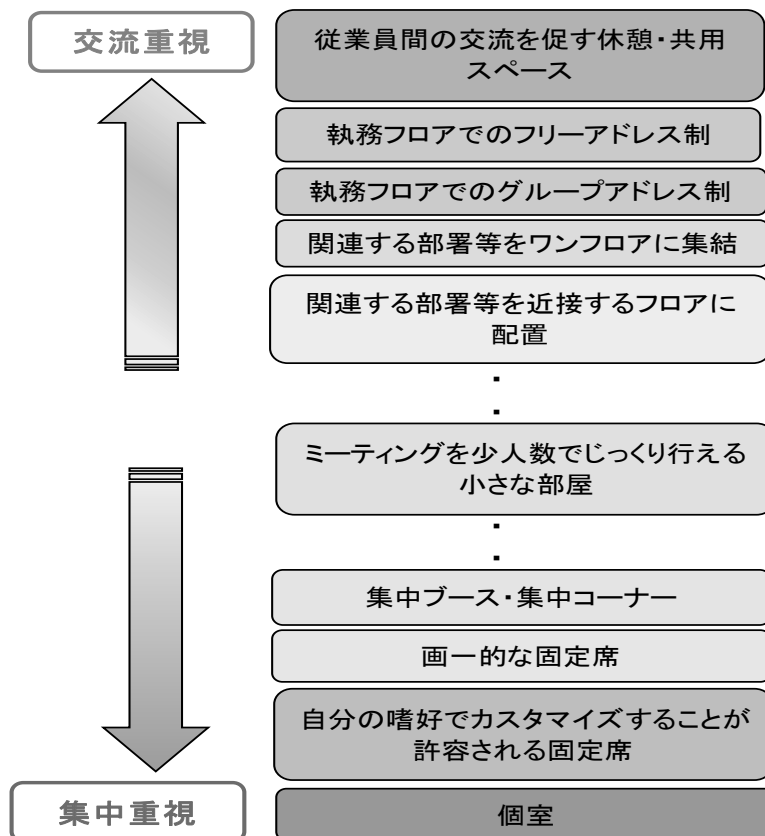 交流重視
従業員間の交流を促す休憩・共用
スペース
執務フロアでのフリーアドレス制
執務フロアでのグループアドレス制
関連する部署等をワンフロアに集結
関連する部署等を近接するフロアに
配置
・
・
ミーティングを少人数でじっくり行える
小さな部屋
・
・
集中ブース・集中コーナー
画一的な固定席
自分の嗜好でカスタマイズすることが
許容される固定席
集中重視
個室